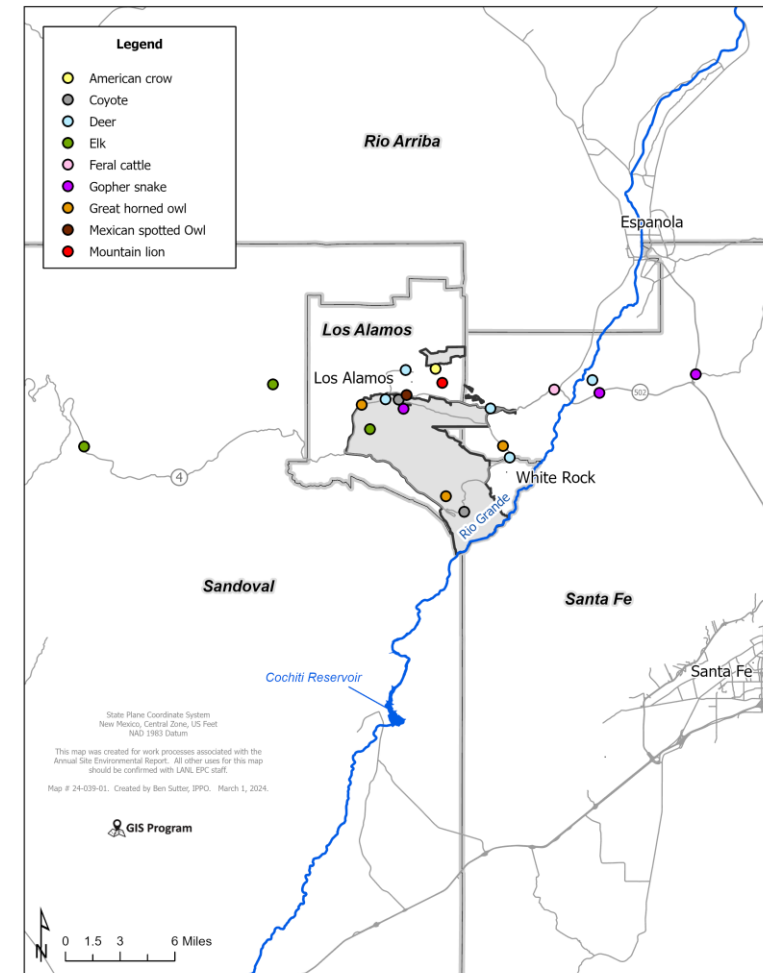 Legend
American crow
Coyote
Deer
Elk
Feral cattle
Gopher snake
Great horned owl
Mexican spotted Owl
Mountain lion
Rio Arriba
Espanola
Los Alamos
Los Alamos
502
4
White Rock
Rio Grande
Sandoval
Santa Fe
Santa Fe
Cochiti Reservoir
State Plane Coordinate System
New Mexico, Central Zone, US Feet
NAD 1983 Datum
This map was created for work processes associated with the
Annual Site Environmental Report. All other uses for this map
should be confirmed with LANL EPC staff.
Map # 24-039-01. Created by Ben Sutter, IPPO. March 1, 2024.
GIS Program
N
0 1.5 3 6 Miles